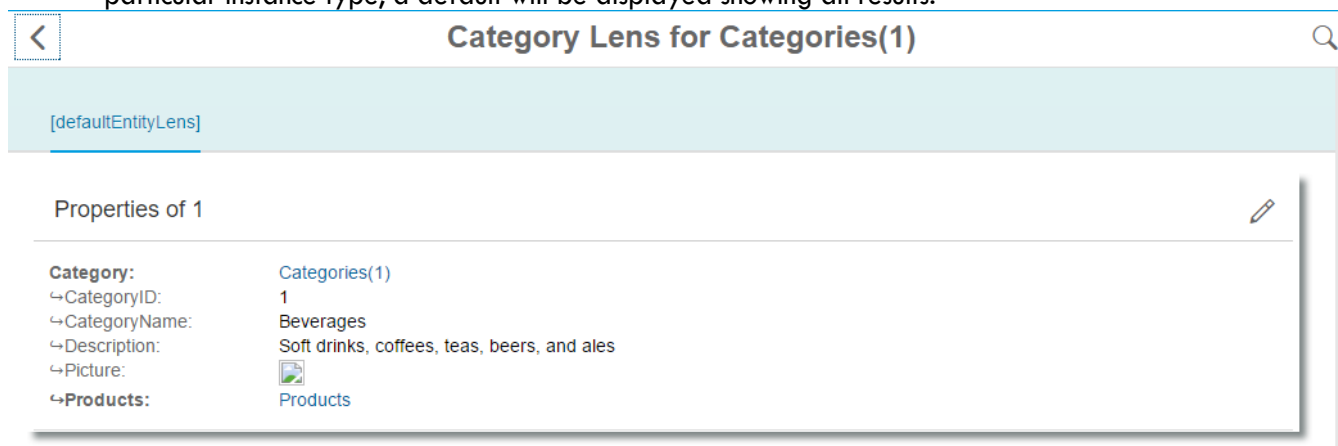 particular instance type, a default will be displayed showing all results.
Category Lens for Categories(1)
[defaultEntityLens]
Properties of 1
Category: Categories(1)
↪CategoryID: 1
↪CategoryName: Beverages
↪Description: Soft drinks, coffees, teas, beers, and ales
↪Picture:
↪Products: Products